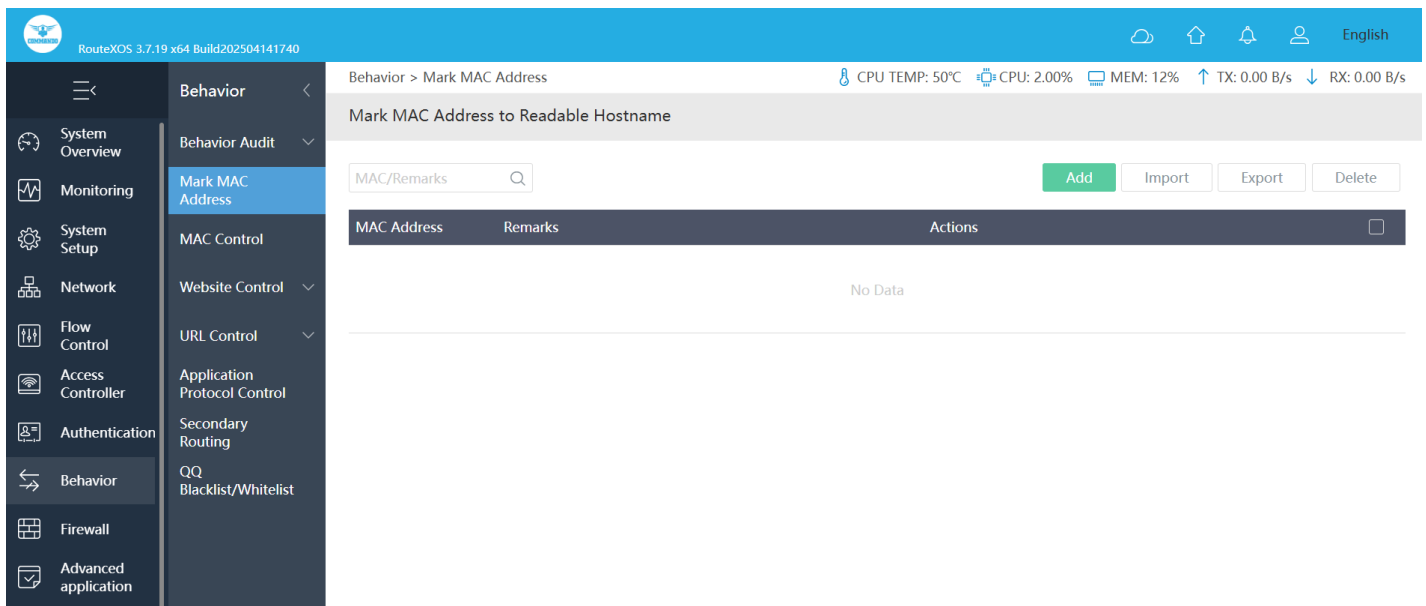 COMMANDO
RouteXOS 3.7.19 x64 Build202504141740
English
Behavior
Behavior > Mark MAC Address
CPU TEMP: 50℃
CPU: 2.00%
MEM: 12%
TX: 0.00 B/s
RX: 0.00 B/s
Mark MAC Address to Readable Hostname
System
Overview
Monitoring
System
Setup
Network
Flow
Control
Access
Controller
Authentication
Behavior
Firewall
Advanced
application
Behavior Audit
Mark MAC
Address
MAC Control
Website Control
URL Control
Application
Protocol Control
Secondary
Routing
QQ
Blacklist/Whitelist
MAC/Remarks
Add
Import
Export
Delete
MAC Address
Remarks
Actions
No Data